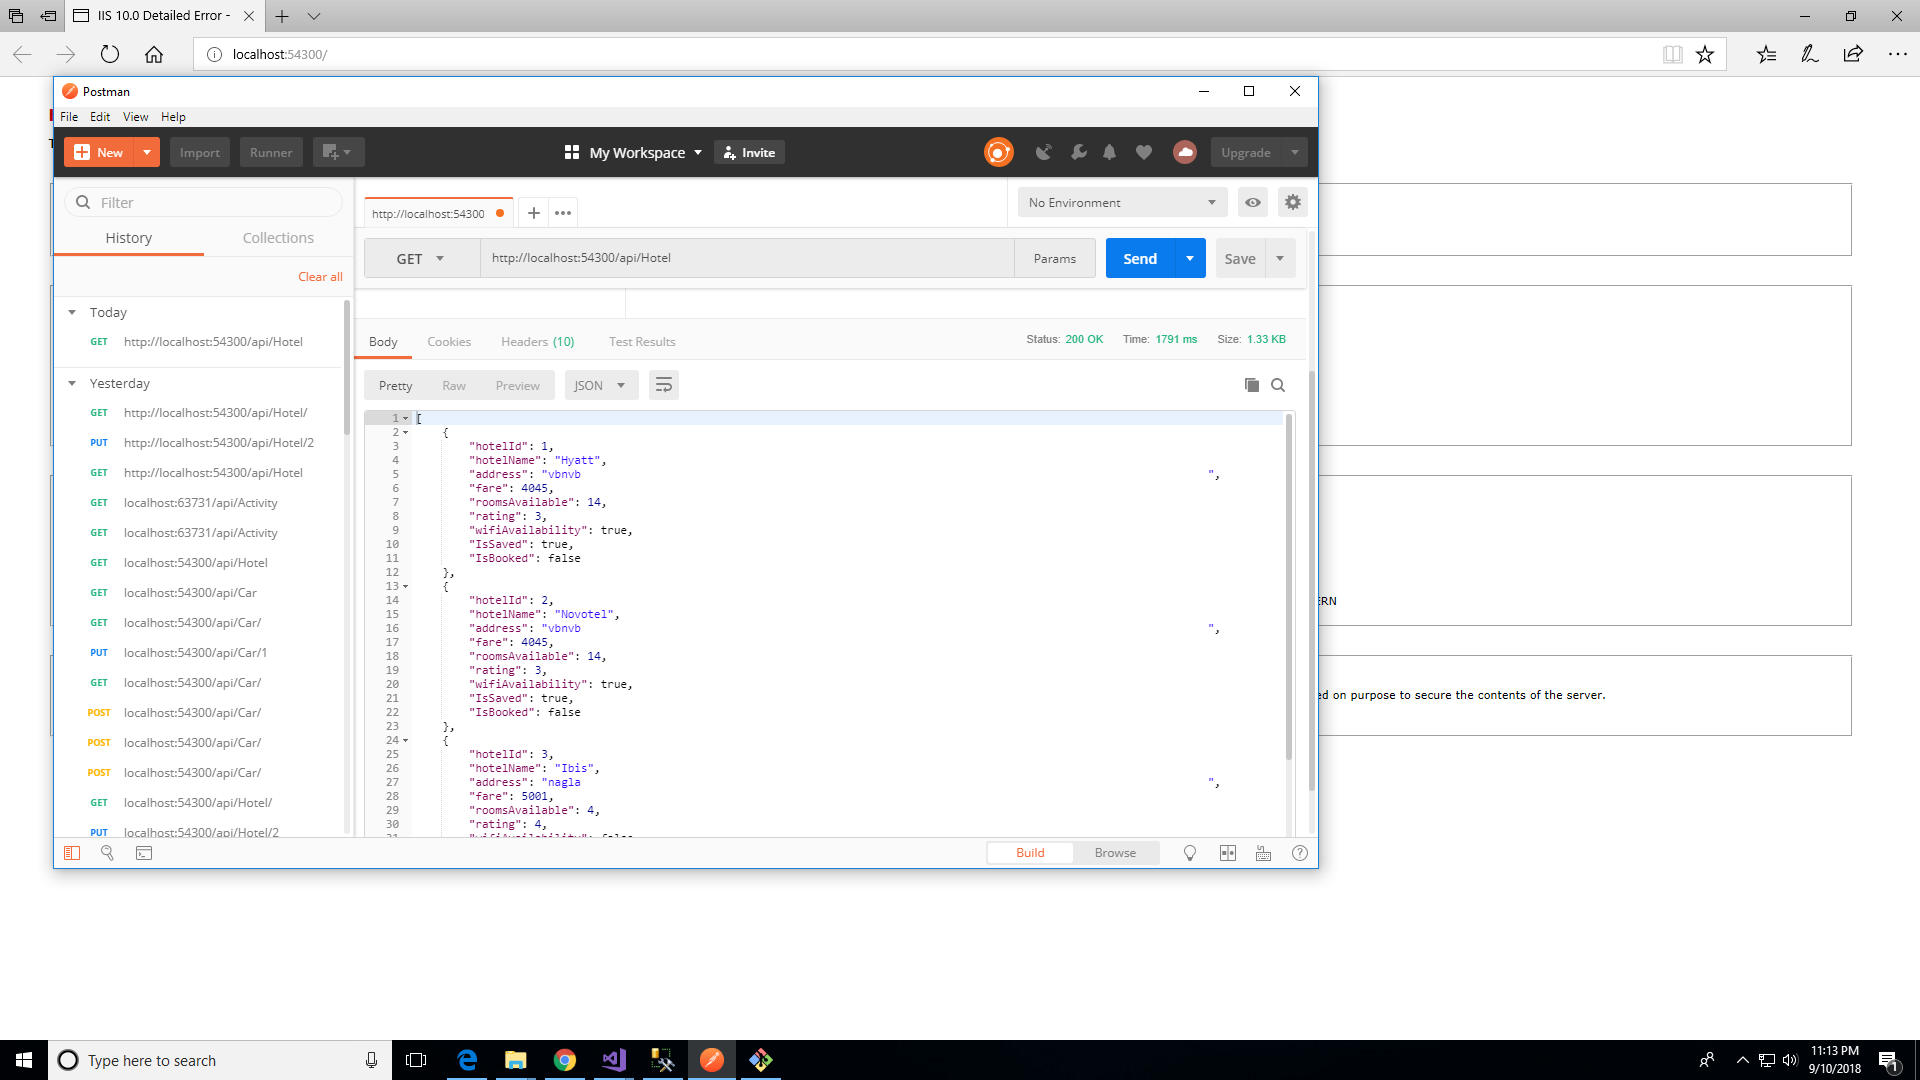 IIS 10.0 Detailed Error -
localhost:54300/
Postman
File Edit View Help
New Import Runner My Workspace Invite Upgrade
Filter
History Collections
Clear all
Today
GET http://localhost:54300/api/Hotel
Yesterday
GET http://localhost:54300/api/Hotel/
PUT http://localhost:54300/api/Hotel/2
GET http://localhost:54300/api/Hotel
GET localhost:63731/api/Activity
GET localhost:63731/api/Activity
GET localhost:54300/api/Hotel
GET localhost:54300/api/Car
GET localhost:54300/api/Car/
PUT localhost:54300/api/Car/1
GET localhost:54300/api/Car/
POST localhost:54300/api/Car/
POST localhost:54300/api/Car/
POST localhost:54300/api/Car/
GET localhost:54300/api/Hotel/
PUT localhost:54300/api/Hotel/2
http://localhost:54300
No Environment
GET http://localhost:54300/api/Hotel Params Send Save
Body Cookies Headers (10) Test Results Status: 200 OK Time: 1791 ms Size: 1.33 KB
Pretty Raw Preview JSON
1 [
2 {
3 "hotelId": 1,
4 "hotelName": "Hyatt",
5 "address": "vbnvb ",
6 "fare": 4045,
7 "roomsAvailable": 14,
8 "rating": 3,
9 "wifiAvailability": true,
10 "IsSaved": true,
11 "IsBooked": false
12 },
13 {
14 "hotelId": 2,
15 "hotelName": "Novotel",
16 "address": "vbnvb ",
17 "fare": 4045,
18 "roomsAvailable": 14,
19 "rating": 3,
20 "wifiAvailability": true,
21 "IsSaved": true,
22 "IsBooked": false
23 },
24 {
25 "hotelId": 3,
26 "hotelName": "Ibis",
27 "address": "nagla ",
28 "fare": 5001,
29 "roomsAvailable": 4,
30 "rating": 4,
31 "wifiAvailability": false
Build Browse
ERN
ed on purpose to secure the contents of the server.
Type here to search
11:13 PM
9/10/2018
1